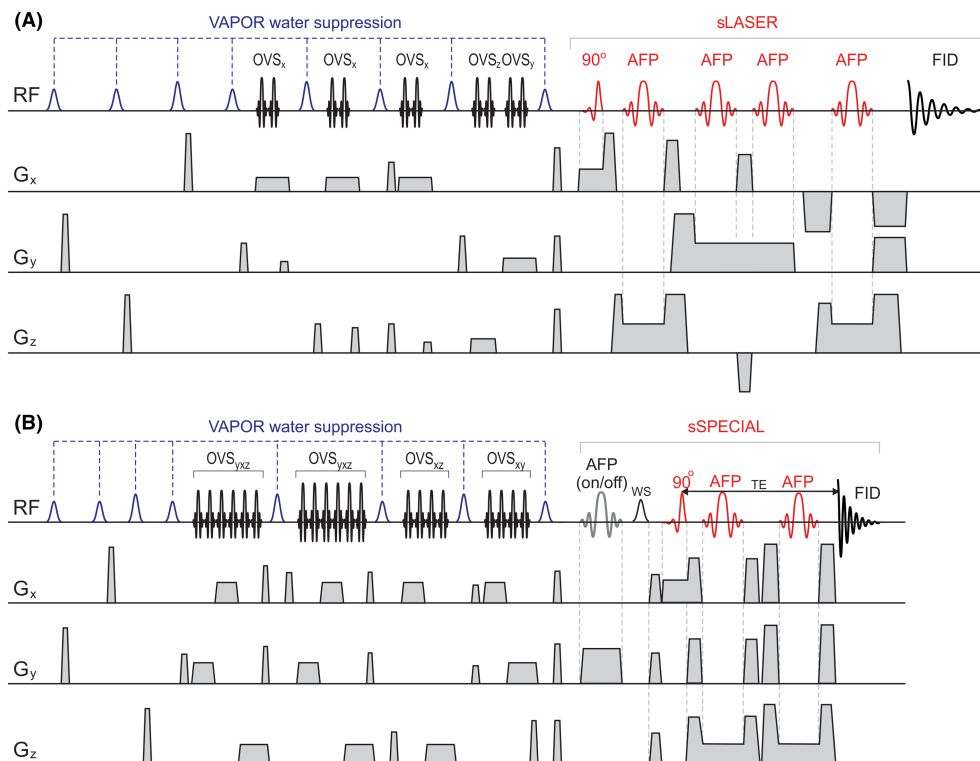 (A)
VAPOR water suppression
sLASER
OVSx OVSx OVSx OVSz OVSy
90° AFP AFP AFP AFP FID
RF
Gx
Gy
Gz
(B)
VAPOR water suppression
sSPECIAL
OVSyxz OVSyxz OVSxz OVSxy
AFP
(on/off) WS 90° AFP AFP TE FID
RF
Gx
Gy
Gz